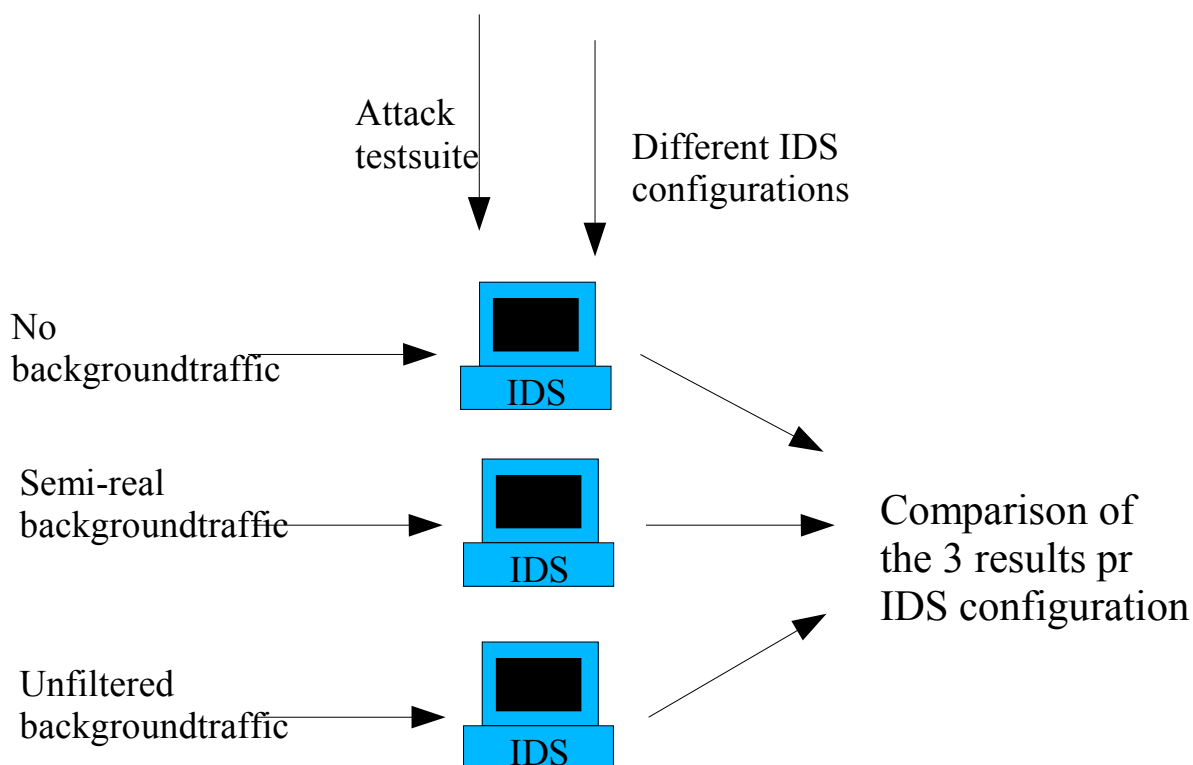 Attack
testsuite
Different IDS
configurations
No
backgroundtraffic
IDS
Semi-real
backgroundtraffic
IDS
Comparison of
the 3 results pr
IDS configuration
Unfiltered
backgroundtraffic
IDS